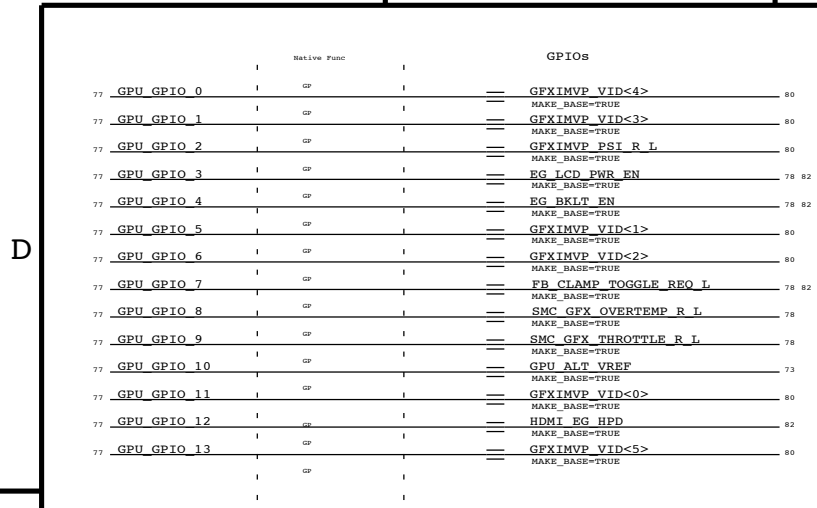 Native Func GPIOs
77 GPU_GPIO_0 GP GFXIMVP_VID<4> 80
MAKE_BASE=TRUE
77 GPU_GPIO_1 GP GFXIMVP_VID<3> 80
MAKE_BASE=TRUE
77 GPU_GPIO_2 GP GFXIMVP_PSI_R_L 80
MAKE_BASE=TRUE
77 GPU_GPIO_3 GP EG_LCD_PWR_EN 78 82
MAKE_BASE=TRUE
77 GPU_GPIO_4 GP EG_BKLT_EN 78 82
MAKE_BASE=TRUE
77 GPU_GPIO_5 GP GFXIMVP_VID<1> 80
MAKE_BASE=TRUE
D
77 GPU_GPIO_6 GP GFXIMVP_VID<2> 80
MAKE_BASE=TRUE
77 GPU_GPIO_7 GP FB_CLAMP_TOGGLE_REQ_L 78 82
MAKE_BASE=TRUE
77 GPU_GPIO_8 GP SMC_GFX_OVERTEMP_R_L 78
MAKE_BASE=TRUE
77 GPU_GPIO_9 GP SMC_GFX_THROTTLE_R_L 78
MAKE_BASE=TRUE
77 GPU_GPIO_10 GP GPU_ALT_VREF 73
MAKE_BASE=TRUE
77 GPU_GPIO_11 GP GFXIMVP_VID<0> 80
MAKE_BASE=TRUE
77 GPU_GPIO_12 GP HDMI_EG_HPD 82
MAKE_BASE=TRUE
77 GPU_GPIO_13 GP GFXIMVP_VID<5> 80
MAKE_BASE=TRUE
GP